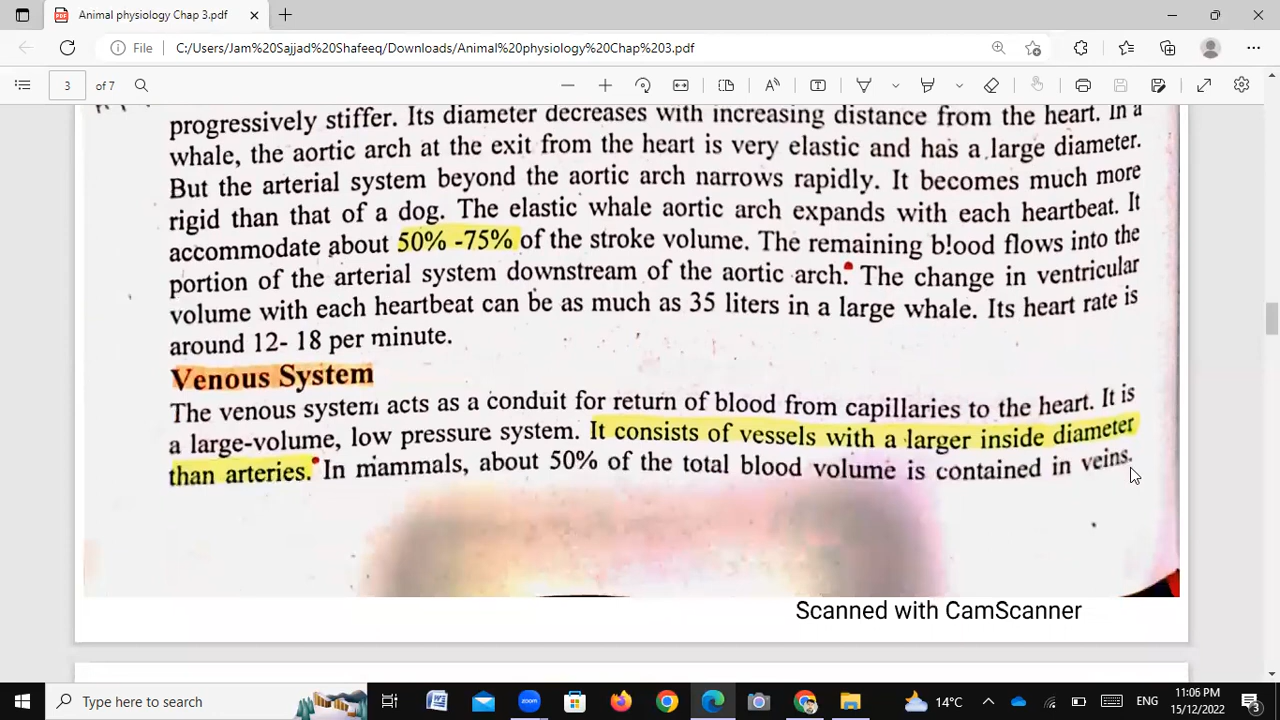 Animal physiology Chap 3.pdf
File
C:/Users/Jam%20Sajjad%20Shafeeq/Downloads/Animal%20physiology%20Chap%203.pdf
3 of 7
progressively stiffer. Its diameter decreases with increasing distance from the heart. In a
whale, the aortic arch at the exit from the heart is very elastic and has a large diameter.
But the arterial system beyond the aortic arch narrows rapidly. It becomes much more
rigid than that of a dog. The elastic whale aortic arch expands with each heartbeat. It
accommodate about 50% -75% of the stroke volume. The remaining blood flows into the
portion of the arterial system downstream of the aortic arch. The change in ventricular
volume with each heartbeat can be as much as 35 liters in a large whale. Its heart rate is
around 12- 18 per minute.
Venous System
The venous system acts as a conduit for return of blood from capillaries to the heart. It is
a large-volume, low pressure system. It consists of vessels with a larger inside diameter
than arteries. In mammals, about 50% of the total blood volume is contained in veins.
Scanned with CamScanner
Type here to search
zoom
14°C
ENG
11:06 PM
15/12/2022
3